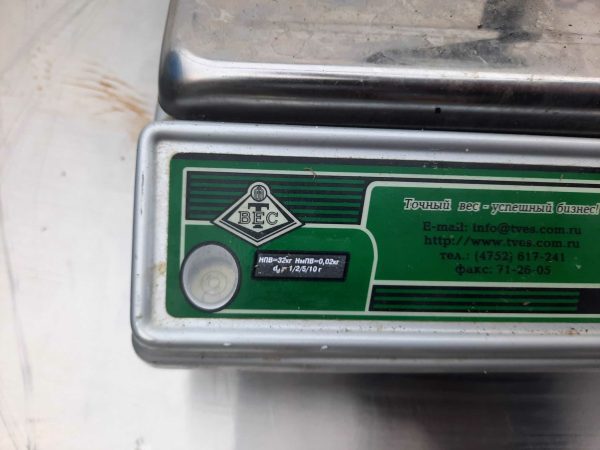 Т
ВЕС
НПВ=32кг НмПВ=0,02кг
d,= 1/2/5/10 г
Точный вес - успешный бизнес!
E-mail: info@tves.com.ru
http://www.tves.com.ru
тел.: (4752) 617-241
факс: 71-26-05